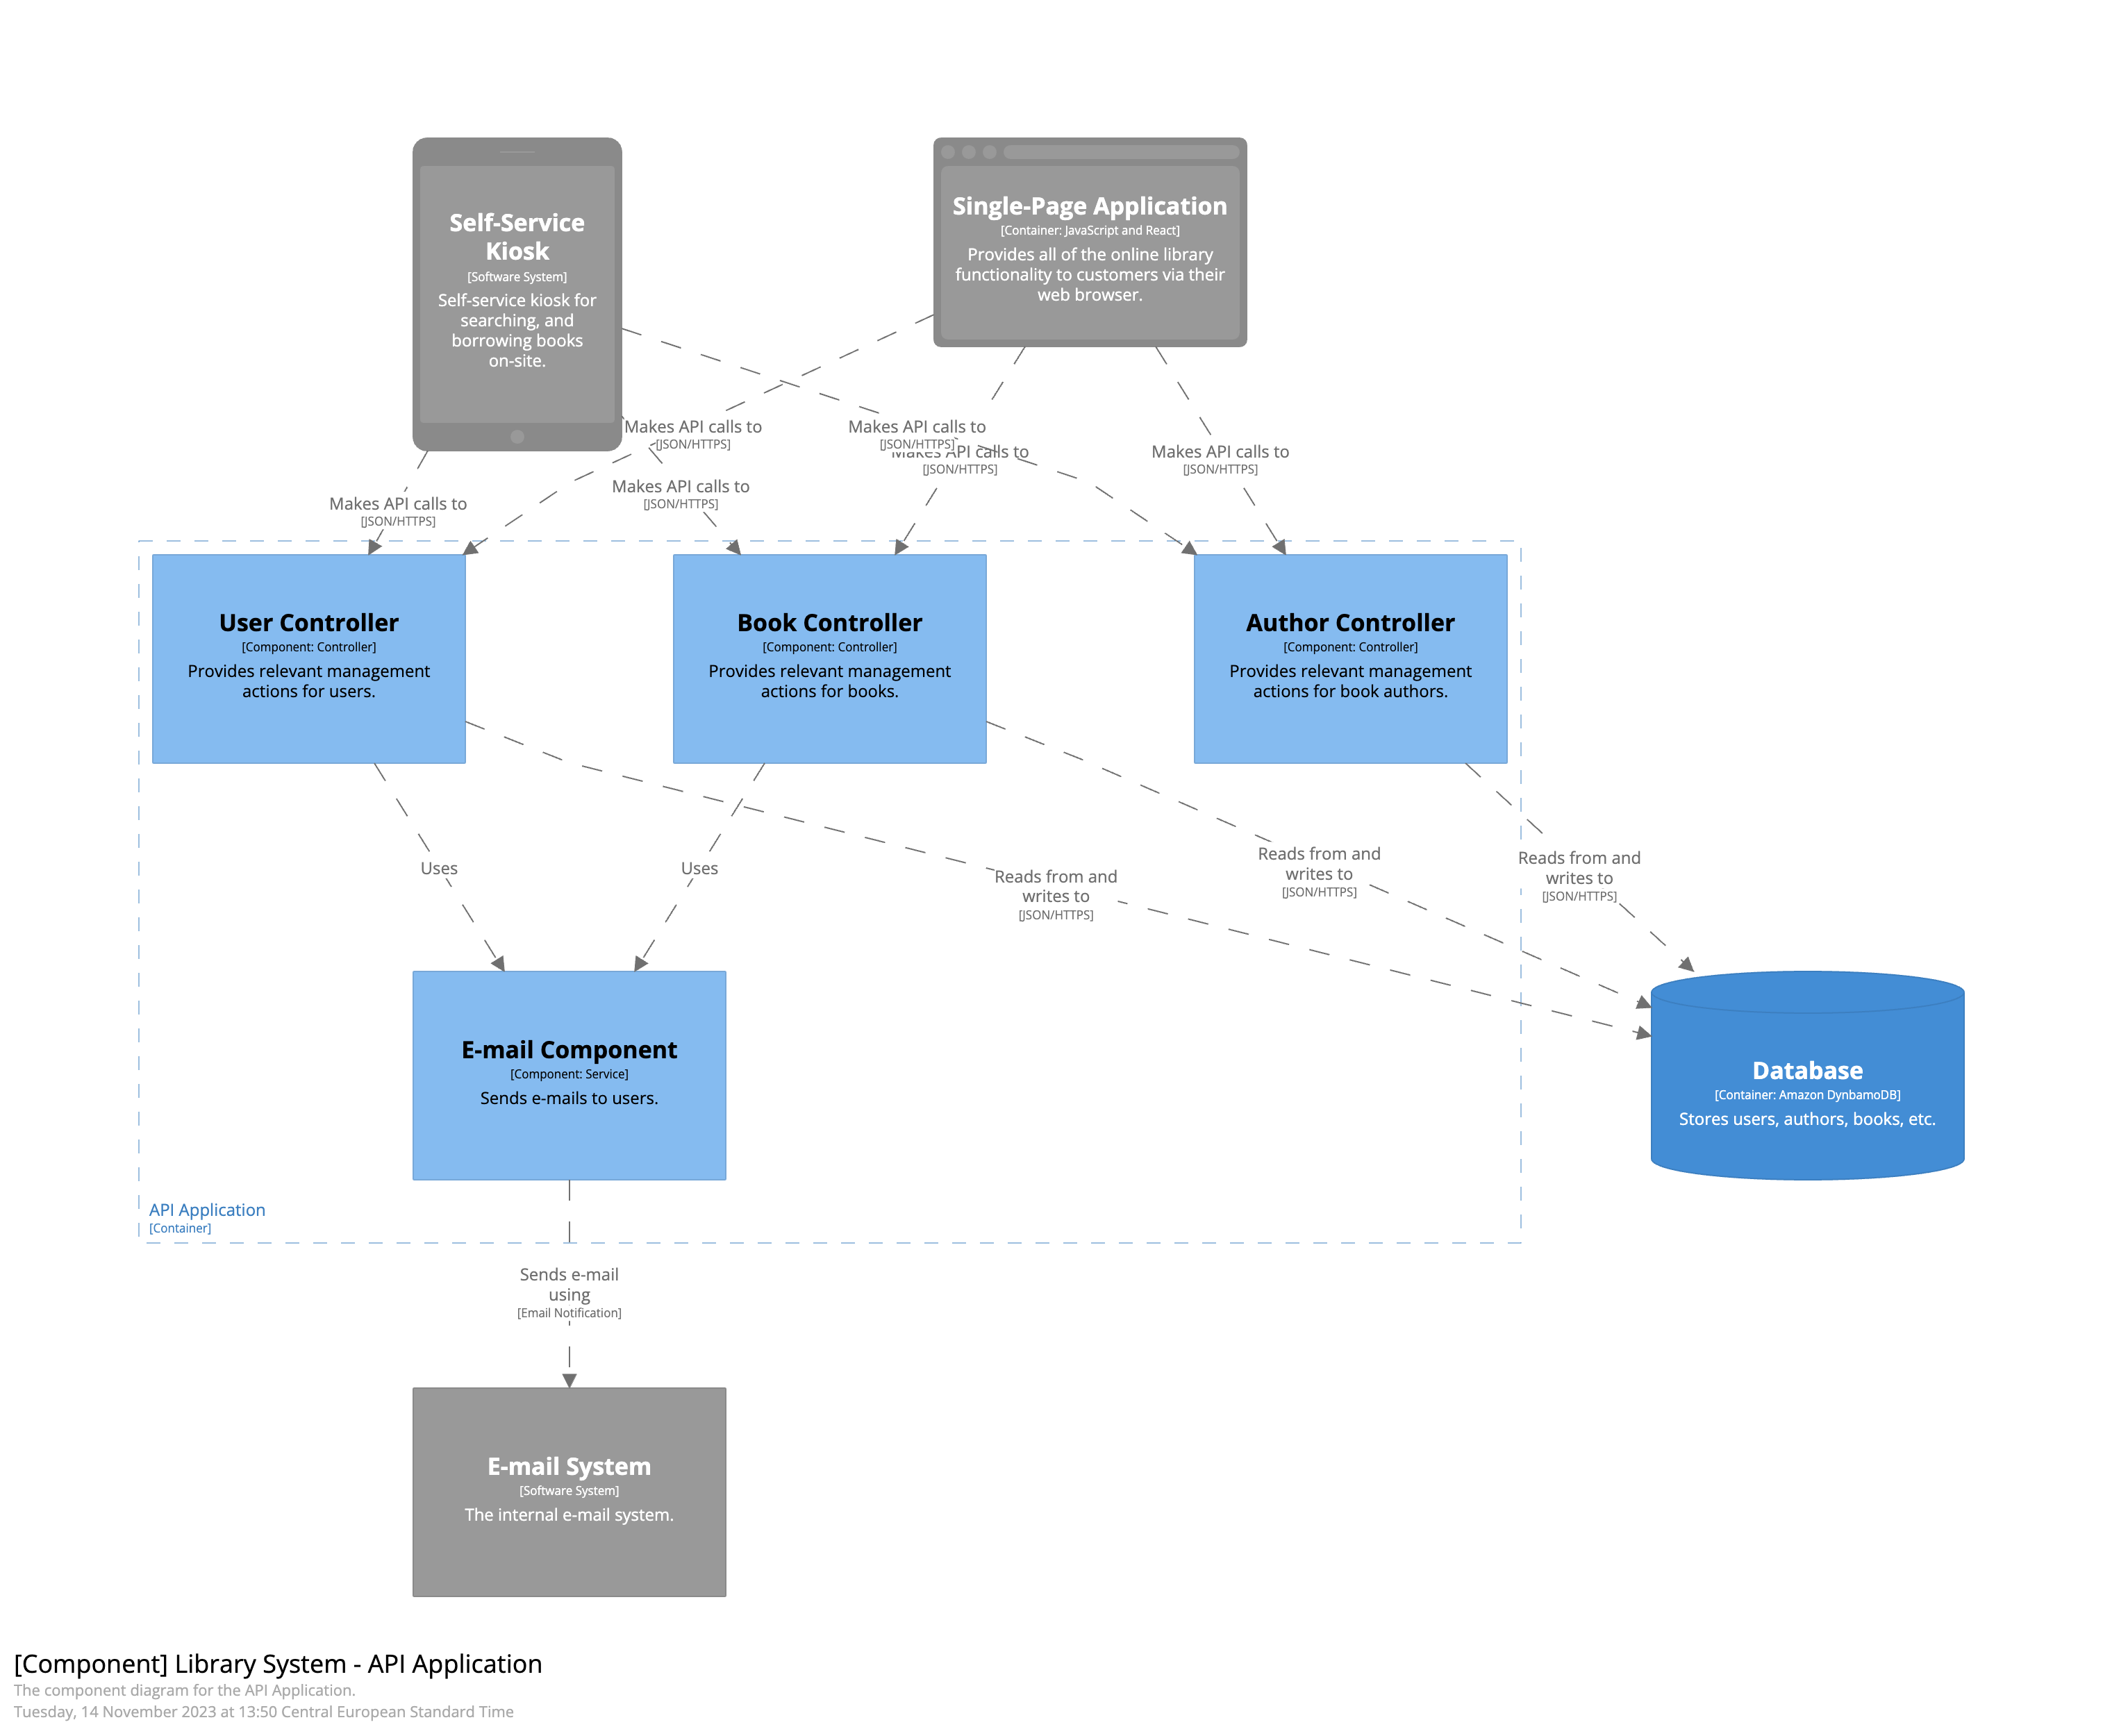 Self-Service
Kiosk
[Software System]
Self-service kiosk for
searching, and
borrowing books
on-site.
Single-Page Application
[Container: JavaScript and React]
Provides all of the online library
functionality to customers via their
web browser.
Makes API calls to
[JSON/HTTPS]
Makes API calls to
[JSON/HTTPS]
Makes API calls to
[JSON/HTTPS]
Makes API calls to
[JSON/HTTPS]
Makes API calls to
[JSON/HTTPS]
Makes API calls to
[JSON/HTTPS]
User Controller
[Component: Controller]
Provides relevant management
actions for users.
Book Controller
[Component: Controller]
Provides relevant management
actions for books.
Author Controller
[Component: Controller]
Provides relevant management
actions for book authors.
Uses
Uses
Reads from and
writes to
[JSON/HTTPS]
Reads from and
writes to
[JSON/HTTPS]
Reads from and
writes to
[JSON/HTTPS]
E-mail Component
[Component: Service]
Sends e-mails to users.
Database
[Container: Amazon DynbamoDB]
Stores users, authors, books, etc.
API Application
[Container]
Sends e-mail
using
[Email Notification]
E-mail System
[Software System]
The internal e-mail system.
[Component] Library System - API Application
The component diagram for the API Application.
Tuesday, 14 November 2023 at 13:50 Central European Standard Time